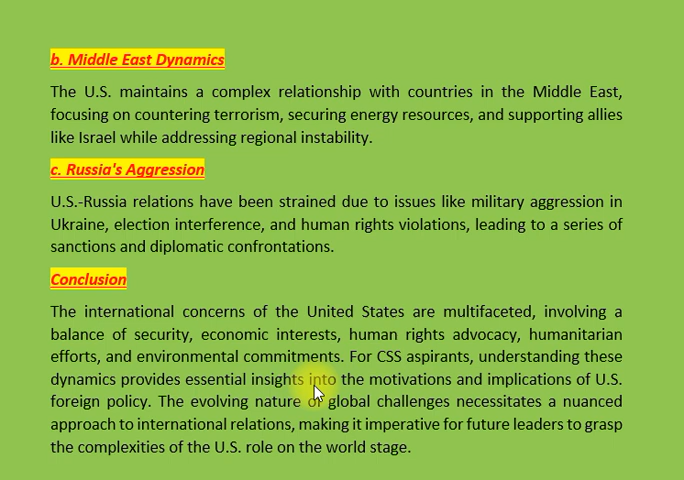 b. Middle East Dynamics
The U.S. maintains a complex relationship with countries in the Middle East,
focusing on countering terrorism, securing energy resources, and supporting allies
like Israel while addressing regional instability.
c. Russia's Aggression
U.S.-Russia relations have been strained due to issues like military aggression in
Ukraine, election interference, and human rights violations, leading to a series of
sanctions and diplomatic confrontations.
Conclusion
The international concerns of the United States are multifaceted, involving a
balance of security, economic interests, human rights advocacy, humanitarian
efforts, and environmental commitments. For CSS aspirants, understanding these
dynamics provides essential insights into the motivations and implications of U.S.
foreign policy. The evolving nature of global challenges necessitates a nuanced
approach to international relations, making it imperative for future leaders to grasp
the complexities of the U.S. role on the world stage.